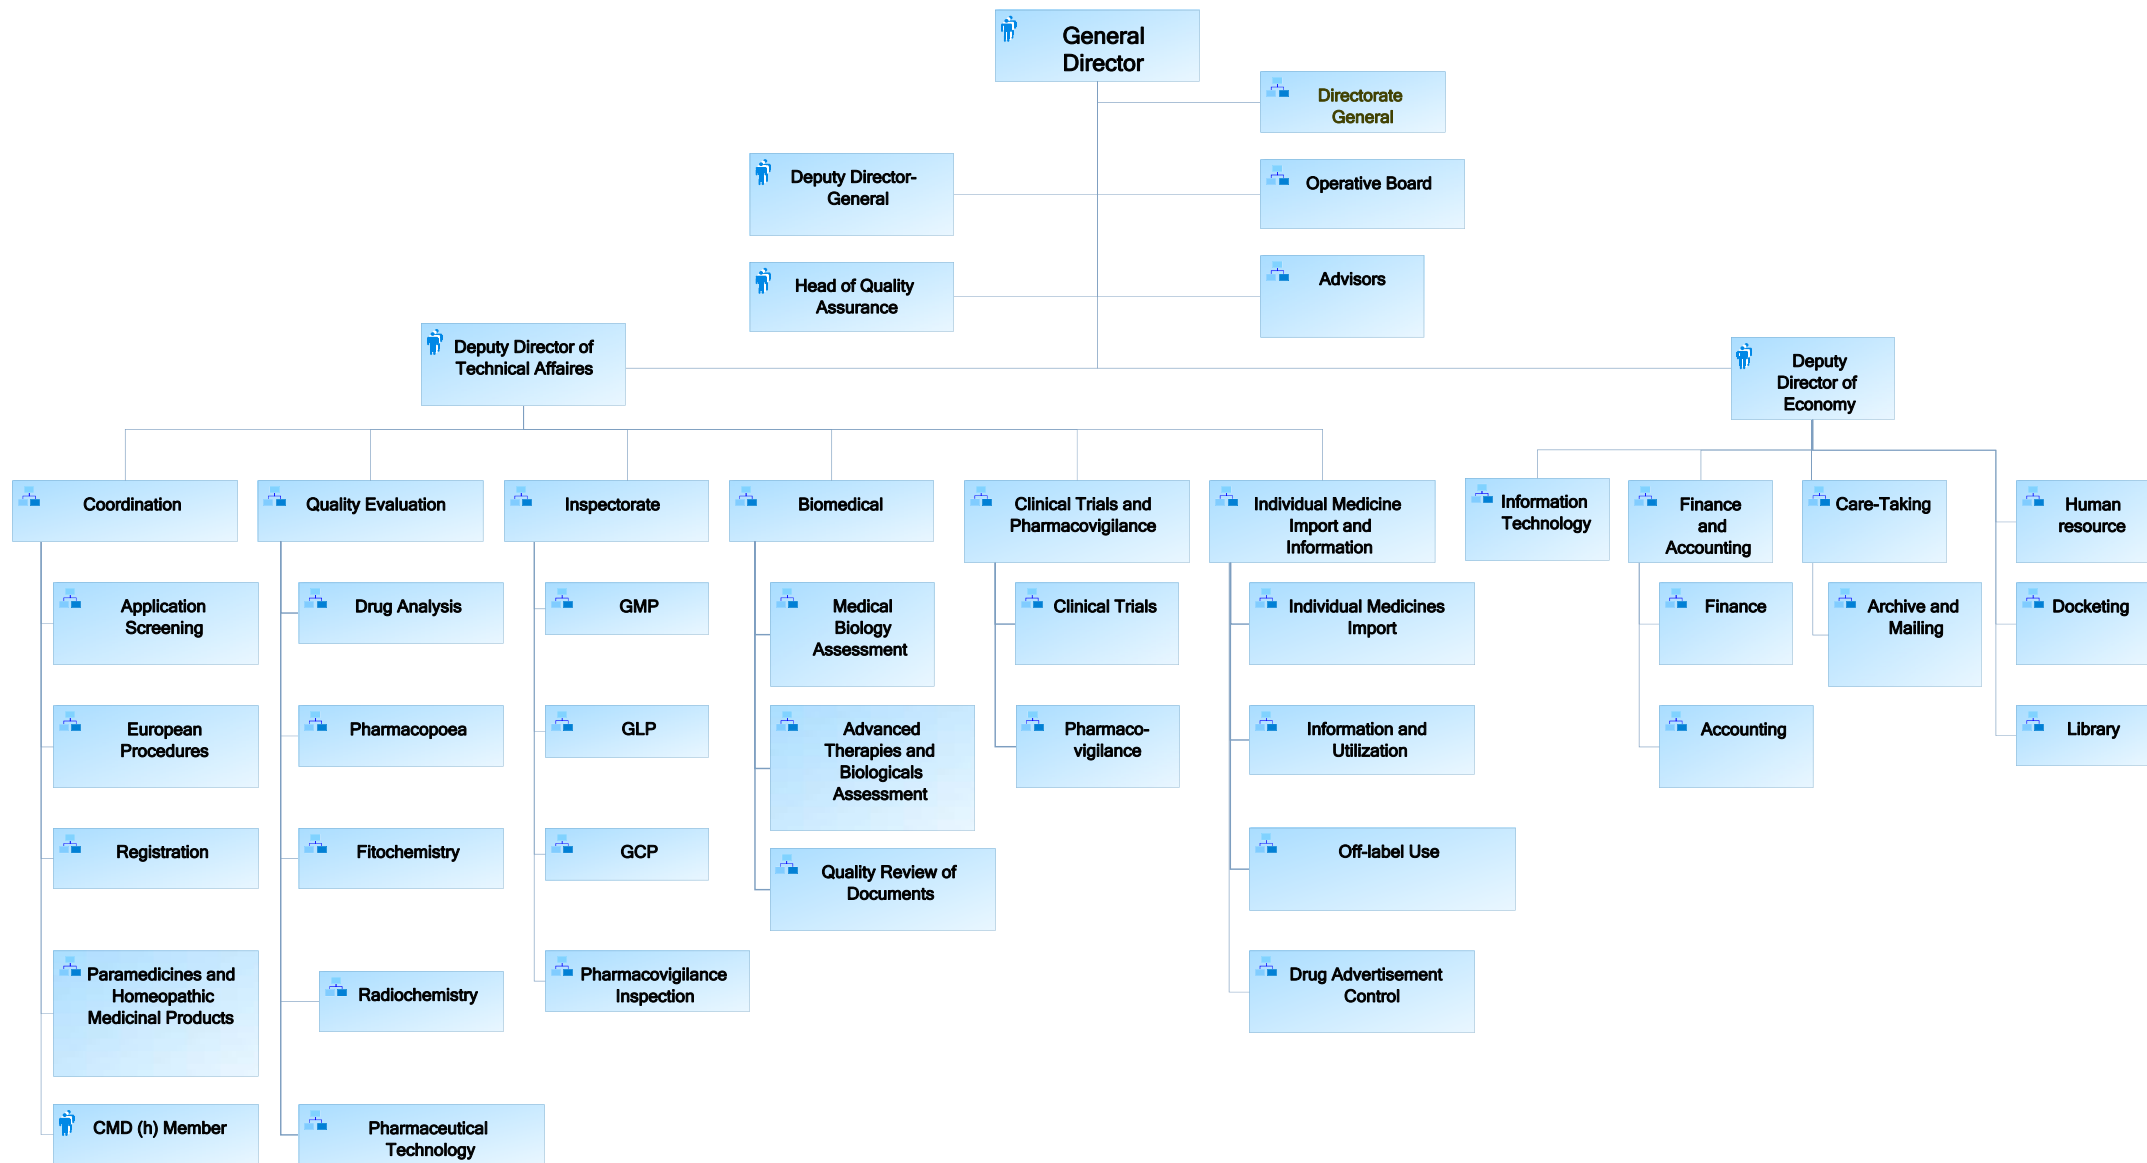 General
Director
Directorate
General
Deputy Director-
General
Operative Board
Head of Quality
Assurance
Advisors
Deputy Director of
Technical Affaires
Deputy
Director of
Economy
Coordination
Quality Evaluation
Inspectorate
Biomedical
Clinical Trials and
Pharmacovigilance
Individual Medicine
Import and
Information
Information
Technology
Finance
and
Accounting
Care-Taking
Human
resource
Application
Screening
Drug Analysis
GMP
Medical
Biology
Assessment
Clinical Trials
Individual Medicines
Import
Finance
Archive and
Mailing
Docketing
European
Procedures
Pharmacopoea
GLP
Advanced
Therapies and
Biologicals
Assessment
Pharmaco-
vigilance
Information and
Utilization
Accounting
Library
Registration
Fitochemistry
GCP
Quality Review of
Documents
Off-label Use
Paramedicines and
Homeopathic
Medicinal Products
Radiochemistry
Pharmacovigilance
Inspection
Drug Advertisement
Control
CMD (h) Member
Pharmaceutical
Technology